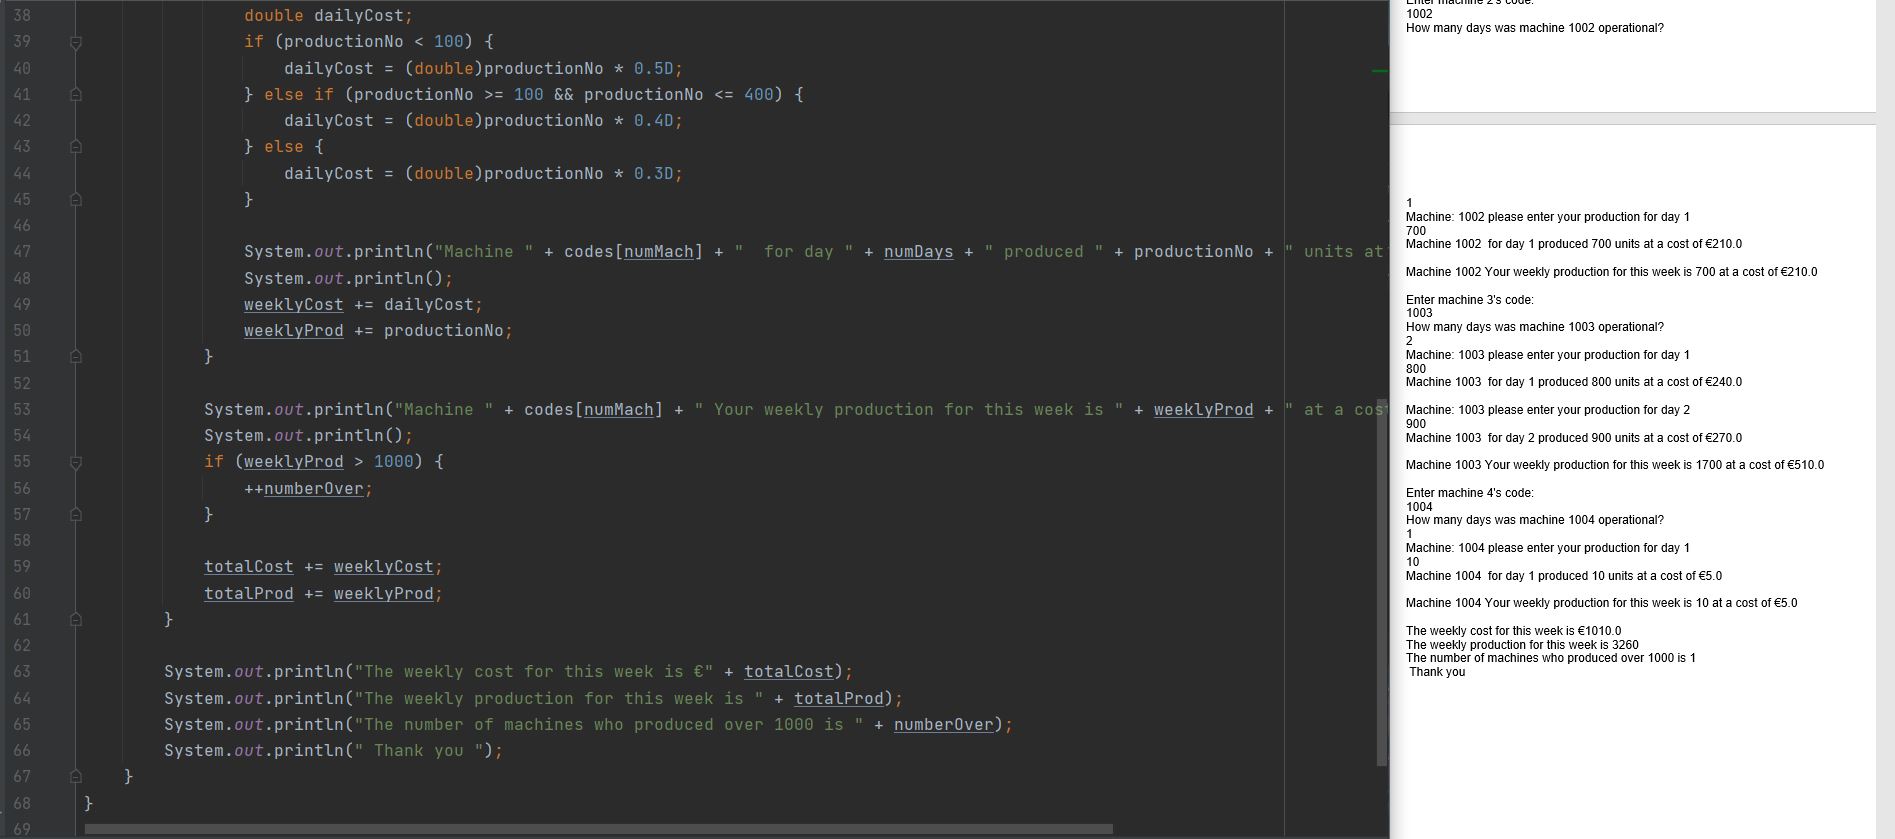 38 double dailyCost;
39 if (productionNo < 100) {
40 dailyCost = (double)productionNo * 0.5D;
41 } else if (productionNo >= 100 && productionNo <= 400) {
42 dailyCost = (double)productionNo * 0.4D;
43 } else {
44 dailyCost = (double)productionNo * 0.3D;
45 }
46
47 System.out.println("Machine " + codes[numMach] + "  for day " + numDays + " produced " + productionNo + " units at
48 System.out.println();
49 weeklyCost += dailyCost;
50 weeklyProd += productionNo;
51 }
52
53 System.out.println("Machine " + codes[numMach] + " Your weekly production for this week is " + weeklyProd + " at a cost
54 System.out.println();
55 if (weeklyProd > 1000) {
56 ++numberOver;
57 }
58
59 totalCost += weeklyCost;
60 totalProd += weeklyProd;
61 }
62
63 System.out.println("The weekly cost for this week is €" + totalCost);
64 System.out.println("The weekly production for this week is " + totalProd);
65 System.out.println("The number of machines who produced over 1000 is " + numberOver);
66 System.out.println(" Thank you ");
67 }
68 }
69
Enter machine 2's code:
1002
How many days was machine 1002 operational?
1
Machine: 1002 please enter your production for day 1
700
Machine 1002  for day 1 produced 700 units at a cost of €210.0
Machine 1002 Your weekly production for this week is 700 at a cost of €210.0
Enter machine 3's code:
1003
How many days was machine 1003 operational?
2
Machine: 1003 please enter your production for day 1
800
Machine 1003  for day 1 produced 800 units at a cost of €240.0
Machine: 1003 please enter your production for day 2
900
Machine 1003  for day 2 produced 900 units at a cost of €270.0
Machine 1003 Your weekly production for this week is 1700 at a cost of €510.0
Enter machine 4's code:
1004
How many days was machine 1004 operational?
1
Machine: 1004 please enter your production for day 1
10
Machine 1004  for day 1 produced 10 units at a cost of €5.0
Machine 1004 Your weekly production for this week is 10 at a cost of €5.0
The weekly cost for this week is €1010.0
The weekly production for this week is 3260
The number of machines who produced over 1000 is 1
Thank you